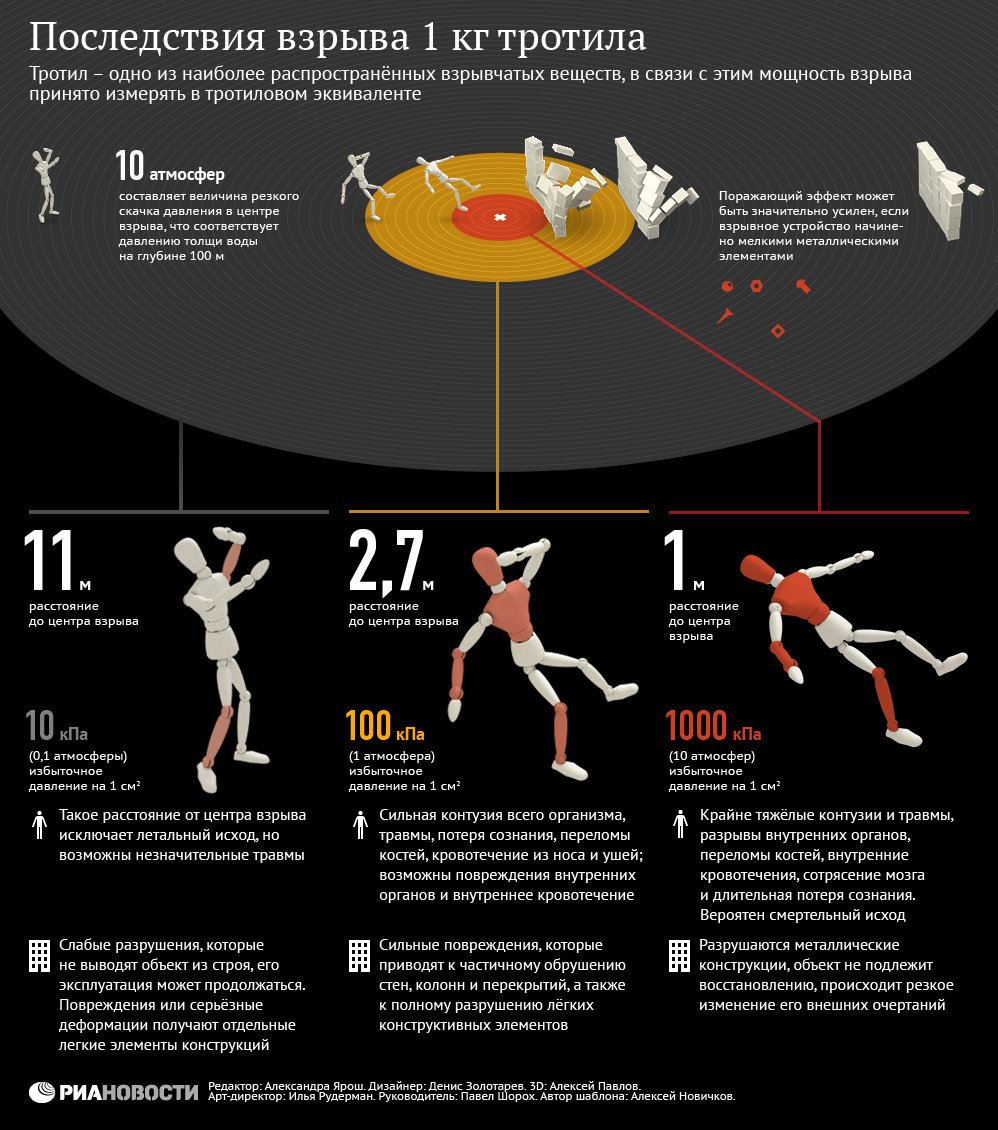 Последствия взрыва 1 кг тротила
Тротил – одно из наиболее распространённых взрывчатых веществ, в связи с этим мощность взрыва
принято измерять в тротиловом эквиваленте
10 атмосфер
составляет величина резкого
скачка давления в центре
взрыва, что соответствует
давлению толщи воды
на глубине 100 м
Поражающий эффект может
быть значительно усилен, если
взрывное устройство начине-
но мелкими металлическими
элементами
11 м
расстояние
до центра взрыва
10 кПа
(0,1 атмосферы)
избыточное
давление на 1 см²
Такое расстояние от центра взрыва
исключает летальный исход, но
возможны незначительные травмы
Слабые разрушения, которые
не выводят объект из строя, его
эксплуатация может продолжаться.
Повреждения или серьёзные
деформации получают отдельные
легкие элементы конструкций
2,7 м
расстояние
до центра взрыва
100 кПа
(1 атмосфера)
избыточное
давление на 1 см²
Сильная контузия всего организма,
травмы, потеря сознания, переломы
костей, кровотечение из носа и ушей;
возможны повреждения внутренних
органов и внутреннее кровотечение
Сильные повреждения, которые
приводят к частичному обрушению
стен, колонн и перекрытий, а также
к полному разрушению лёгких
конструктивных элементов
1 м
расстояние
до центра
взрыва
1000 кПа
(10 атмосфер)
избыточное
давление на 1 см²
Крайне тяжёлые контузии и травмы,
разрывы внутренних органов,
переломы костей, внутренние
кровотечения, сотрясение мозга
и длительная потеря сознания.
Вероятен смертельный исход
Разрушаются металлические
конструкции, объект не подлежит
восстановлению, происходит резкое
изменение его внешних очертаний
РИАНОВОСТИ
Редактор: Александра Ярош. Дизайнер: Денис Золотарев. 3D: Алексей Павлов.
Арт-директор: Илья Рудерман. Руководитель: Павел Шорох. Автор шаблона: Алексей Новичков.